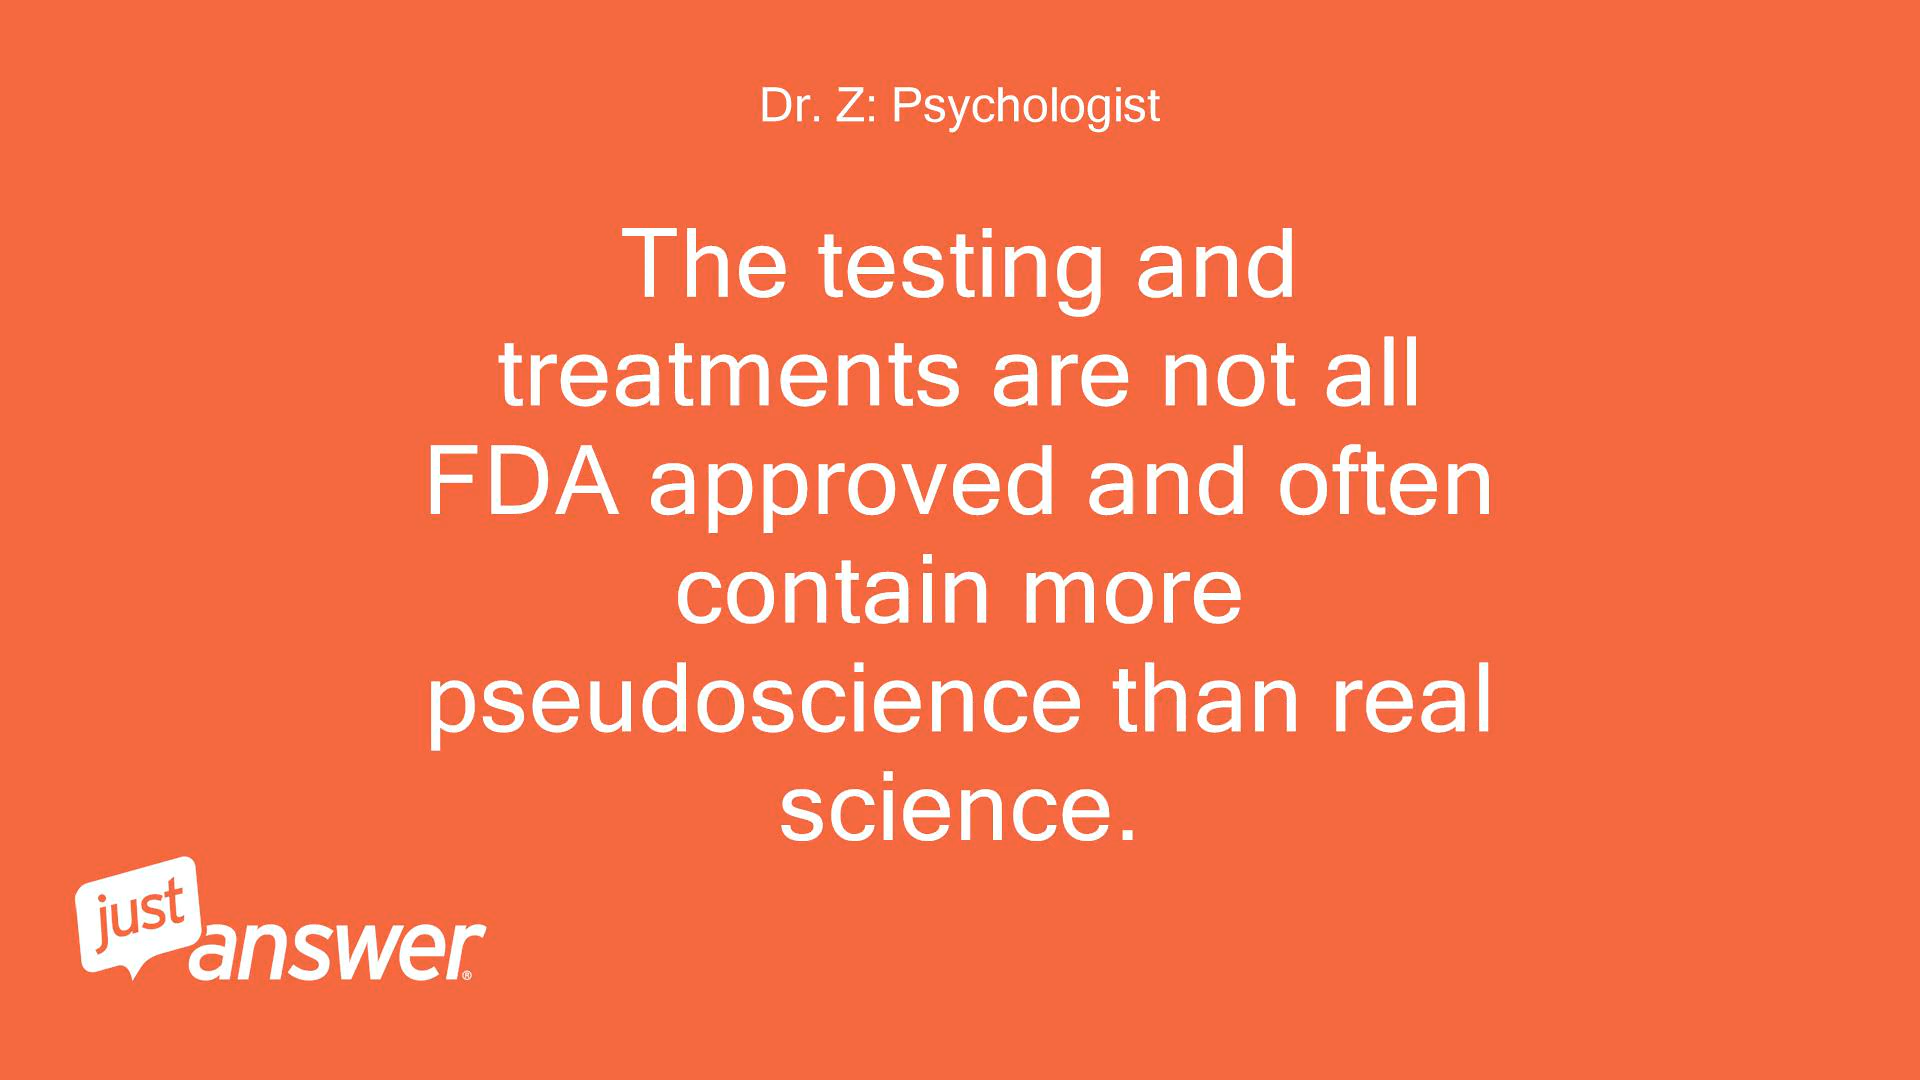 Dr. Z: Psychologist
The testing and
treatments are not all
FDA approved and often
contain more
pseudoscience than real
science.
just
answer®